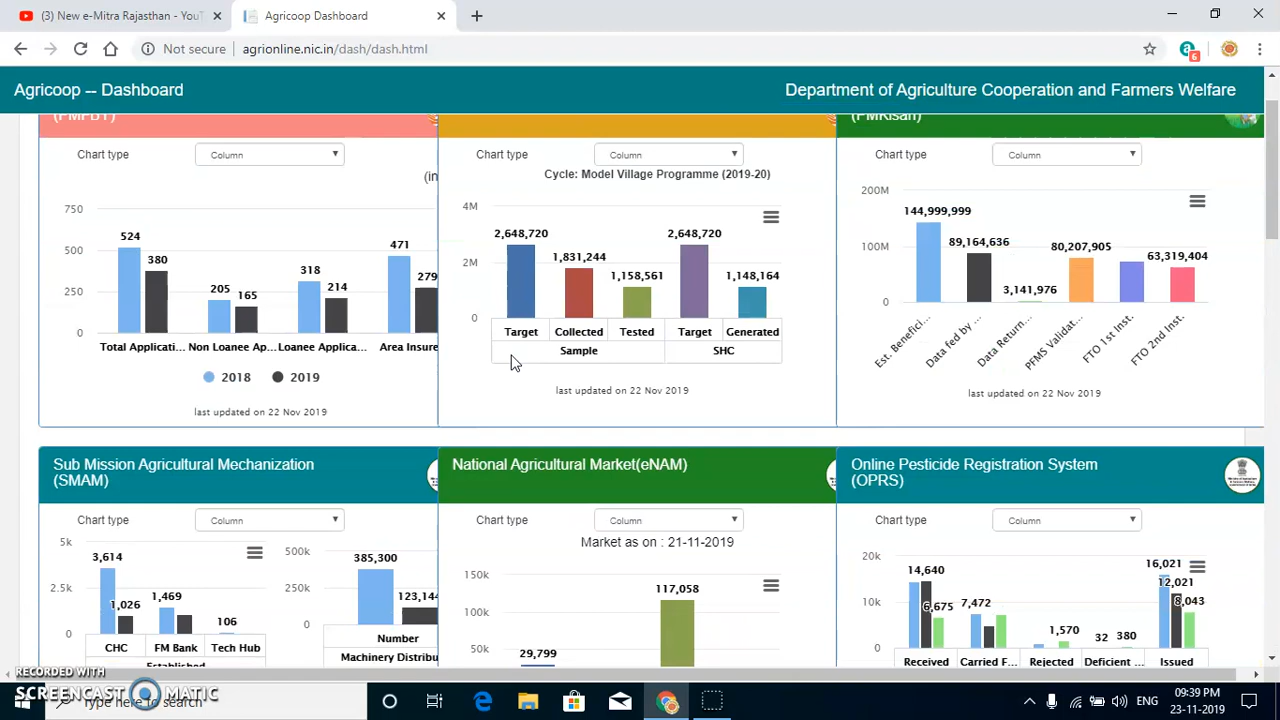 (3) New e-Mitra Rajasthan - YouT
Agricoop Dashboard
Not secure
agrionline.nic.in/dash/dash.html
6
Agricoop -- Dashboard
Department of Agriculture Cooperation and Farmers Welfare
(PMFBY)
Chart type
Column
(in
750
500
250
0
524
380
205
165
318
214
471
279
Total Applicati...
Non Loanee Ap...
Loanee Applica...
Area Insure
2018
2019
last updated on 22 Nov 2019
Chart type
Column
Cycle: Model Village Programme (2019-20)
4M
2M
0
2,648,720
1,831,244
1,158,561
2,648,720
1,148,164
Target
Collected
Tested
Target
Generated
Sample
SHC
last updated on 22 Nov 2019
(PMKisan)
Chart type
Column
200M
100M
0
144,999,999
89,164,636
3,141,976
80,207,905
63,319,404
Est. Benefici...
Data fed by ...
Data Return...
PFMS Validat...
FTO 1st Inst.
FTO 2nd Inst.
last updated on 22 Nov 2019
Sub Mission Agricultural Mechanization
(SMAM)
Chart type
Column
5k
2.5k
0
3,614
1,026
1,469
106
CHC
FM Bank
Tech Hub
Established
500k
250k
0
385,300
123,144
Number
Machinery Distribu
National Agricultural Market(eNAM)
Chart type
Column
Market as on : 21-11-2019
150k
100k
50k
29,799
117,058
Online Pesticide Registration System
(OPRS)
Chart type
Column
20k
10k
0
14,640
6,675
7,472
1,570
32
380
16,021
12,021
8,043
Received
Carried F...
Rejected
Deficient ...
Issued
RECORDED WITH
SCREENCAST MATIC
Type here to search
ENG
09:39 PM
23-11-2019